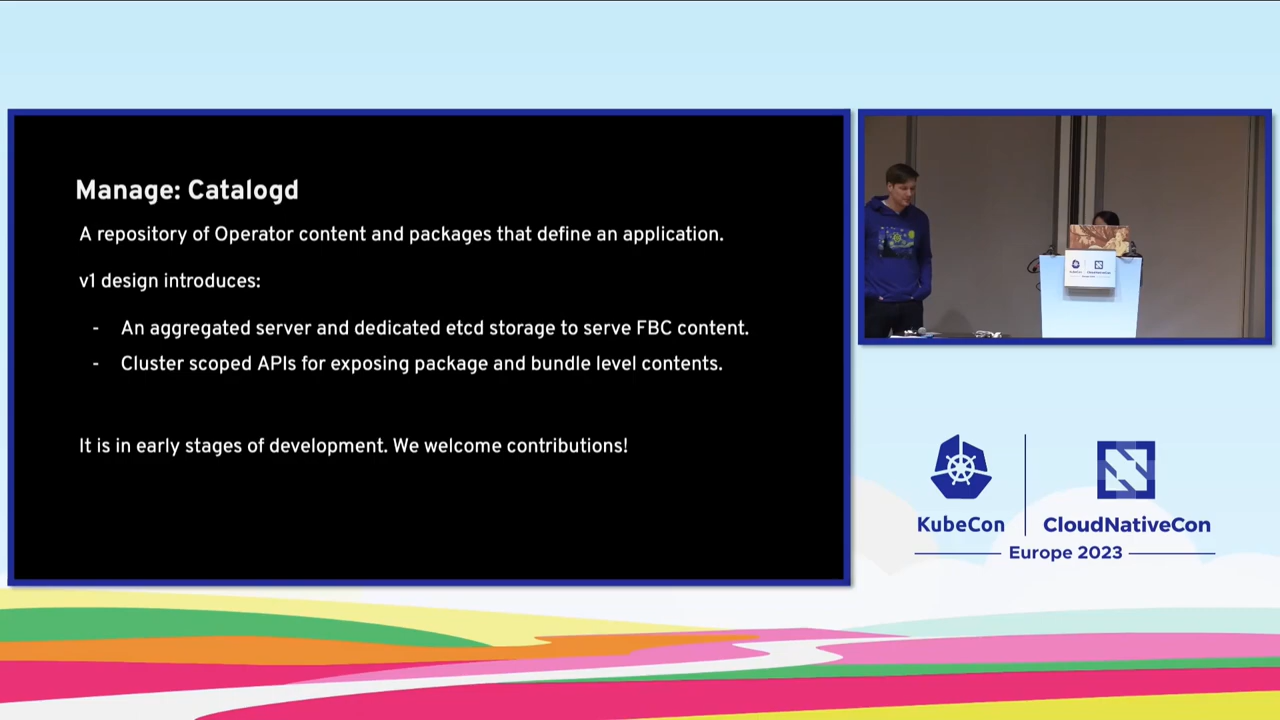 Manage: Catalogd
A repository of Operator content and packages that define an application.
v1 design introduces:
- An aggregated server and dedicated etcd storage to serve FBC content.
- Cluster scoped APIs for exposing package and bundle level contents.
It is in early stages of development. We welcome contributions!
KubeCon
CloudNativeCon
Europe 2023